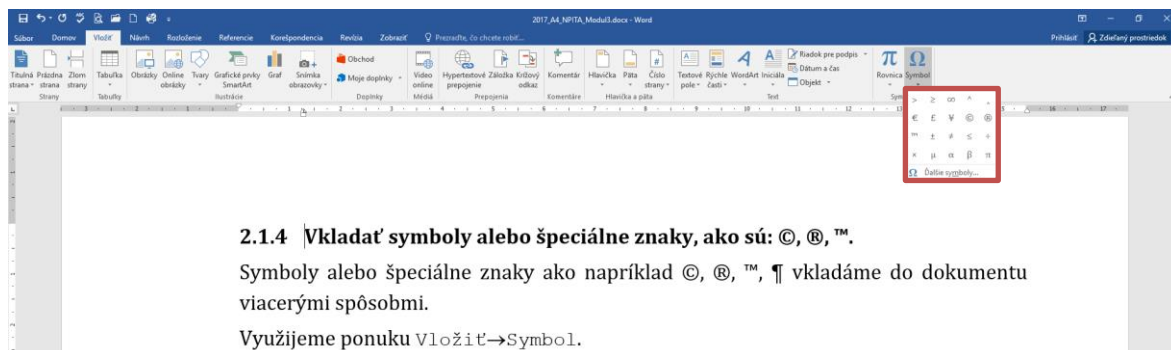 2017_A4_NPITA_Modul3.docx - Word
Súbor Domov Vložiť Návrh Rozloženie Referencie Korešpondencia Revízia Zobraziť Prezraďte, čo chcete robiť... Prihlásiť Zdieľaný prostriedok
Titulná strana Prázdna strana Zlom strany
Tabuľka
Obrázky Online obrázky Tvary Grafické prvky SmartArt Graf Snímka obrazovky
Obchod
Moje doplnky
Video online
Hypertextové prepojenie Záložka Krížový odkaz
Komentár
Hlavička Päta Číslo strany
Textové pole Rýchle časti WordArt Iniciála
Riadok pre podpis
Dátum a čas
Objekt
Rovnica Symbol
Strany Tabuľky Ilustrácie Doplnky Médiá Prepojenia Komentáre Hlavička a päta Text
> ≥ ∞ ^
€ £ ¥ © ®
™ ± ≠ ≤ ÷
× µ α β π
Ω Ďalšie symboly...
2.1.4 Vkladať symboly alebo špeciálne znaky, ako sú: ©, ®, ™.
Symboly alebo špeciálne znaky ako napríklad ©, ®, ™, ¶ vkladáme do dokumentu
viacerými spôsobmi.
Využijeme ponuku Vložiť→Symbol.